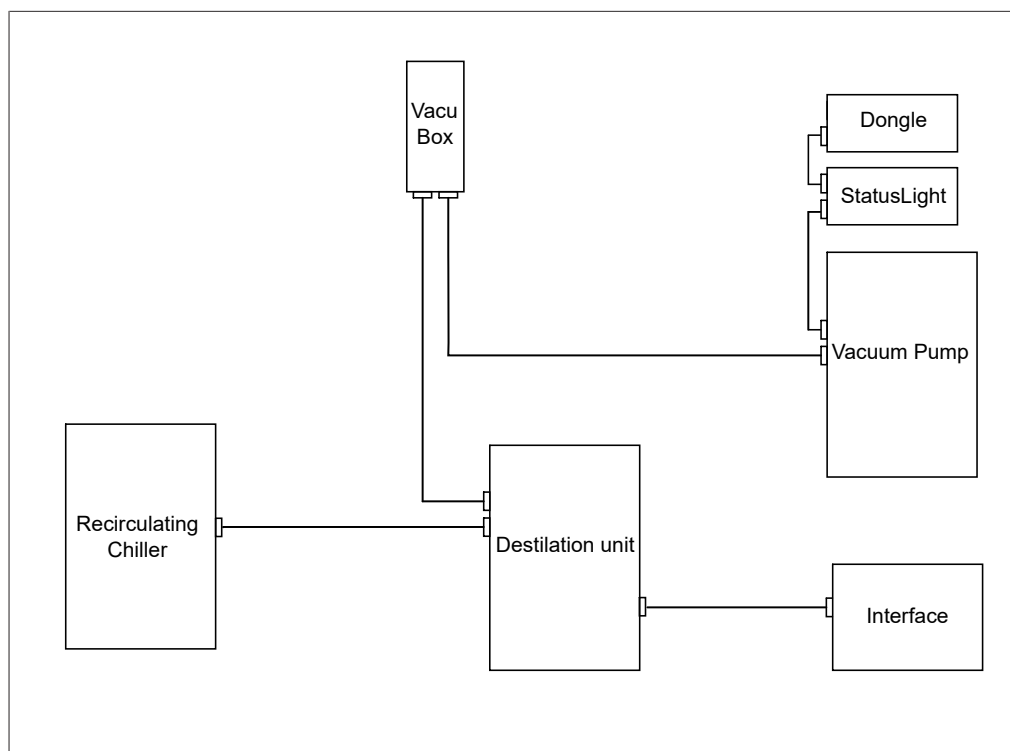 Vacu
Box
Dongle
StatusLight
Vacuum Pump
Recirculating
Chiller
Destilation unit
Interface